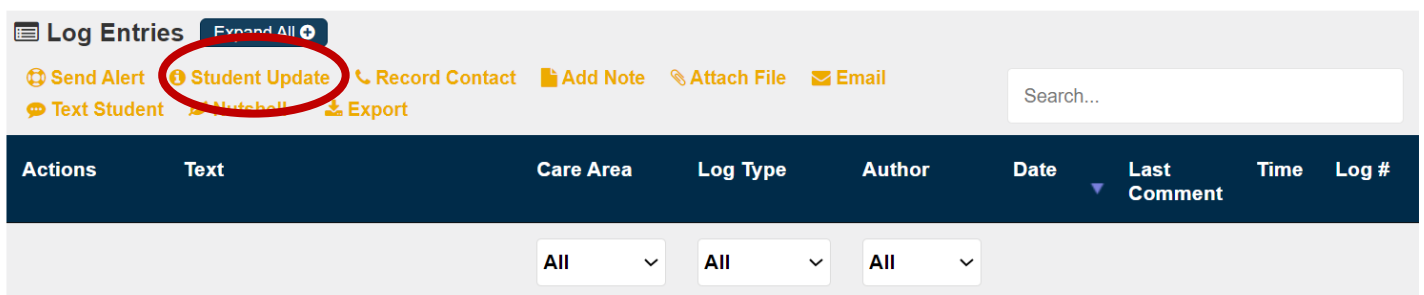 Log Entries Expand All
Send Alert Student Update Record Contact Add Note Attach File Email
Search...
Text Student Nutshell Export
Actions Text Care Area Log Type Author Date Last Comment Time Log #
All All All